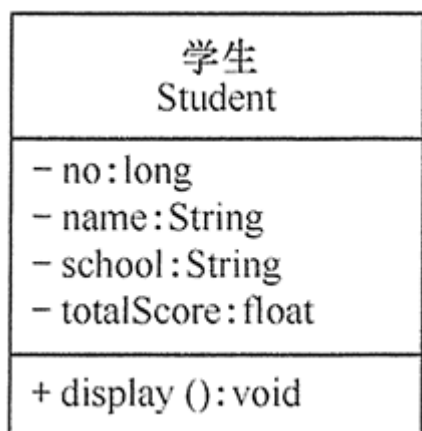 学生
Student
– no:long
– name:String
– school:String
– totalScore:float
+ display ():void